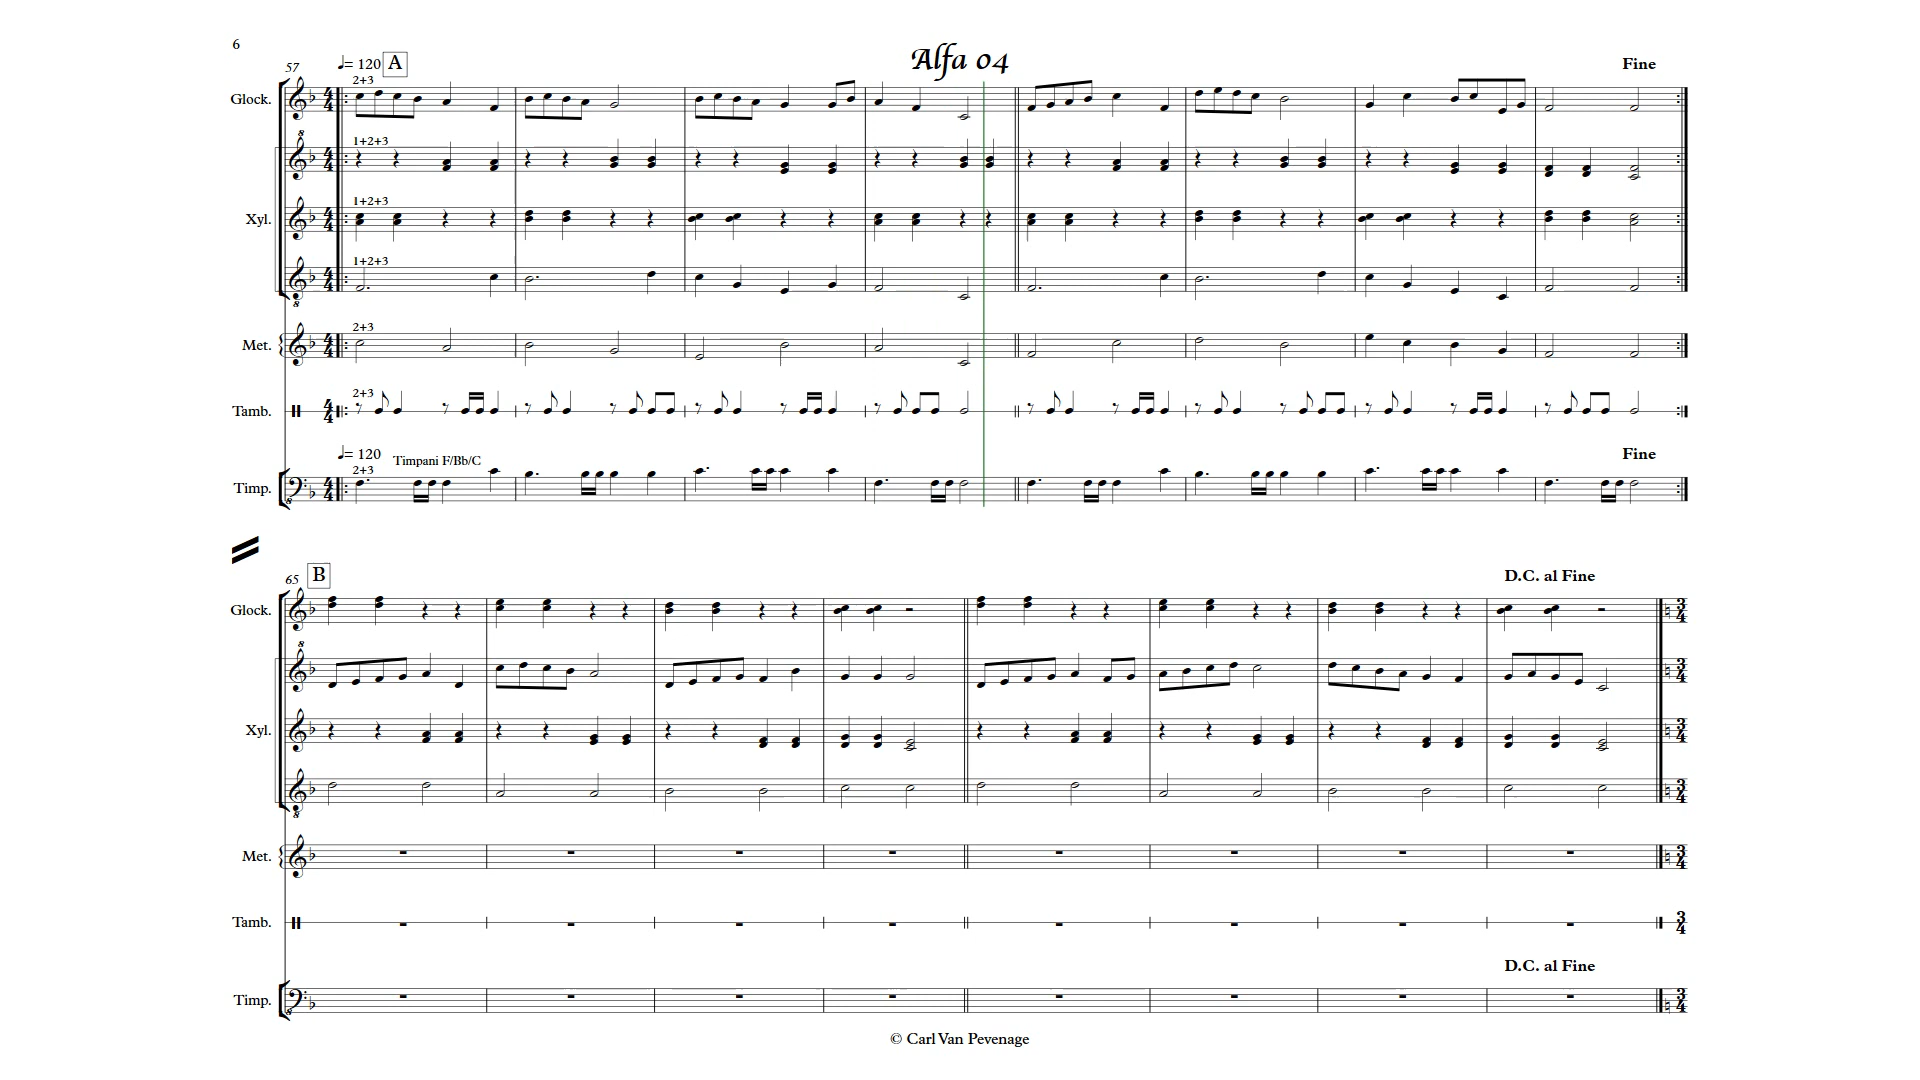 6
Alfa 04
57 ♩= 120 A Fine
Glock. 2+3
1+2+3
Xyl. 1+2+3
1+2+3
Met. 2+3
Tamb. 2+3
♩= 120 Fine
Timp. 2+3 Timpani F/Bb/C
65 B D.C. al Fine
Glock.
Xyl.
Met.
Tamb.
D.C. al Fine
Timp.
© Carl Van Pevenage